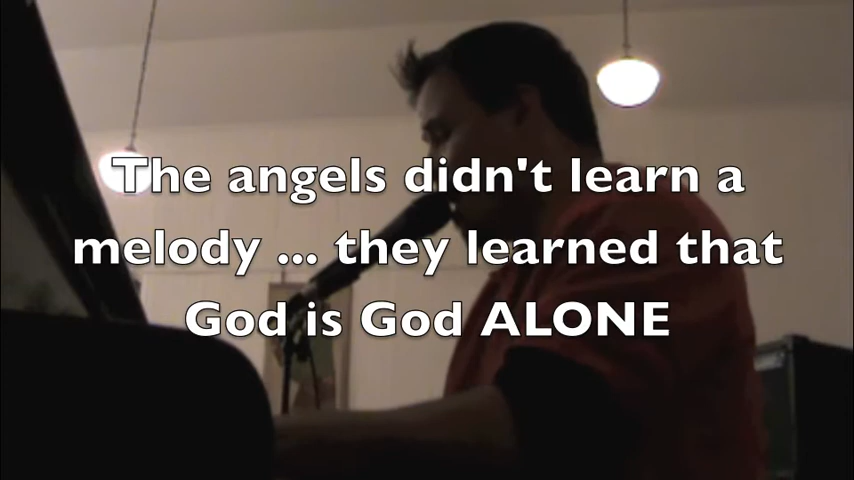 The angels didn't learn a
melody ... they learned that
God is God ALONE